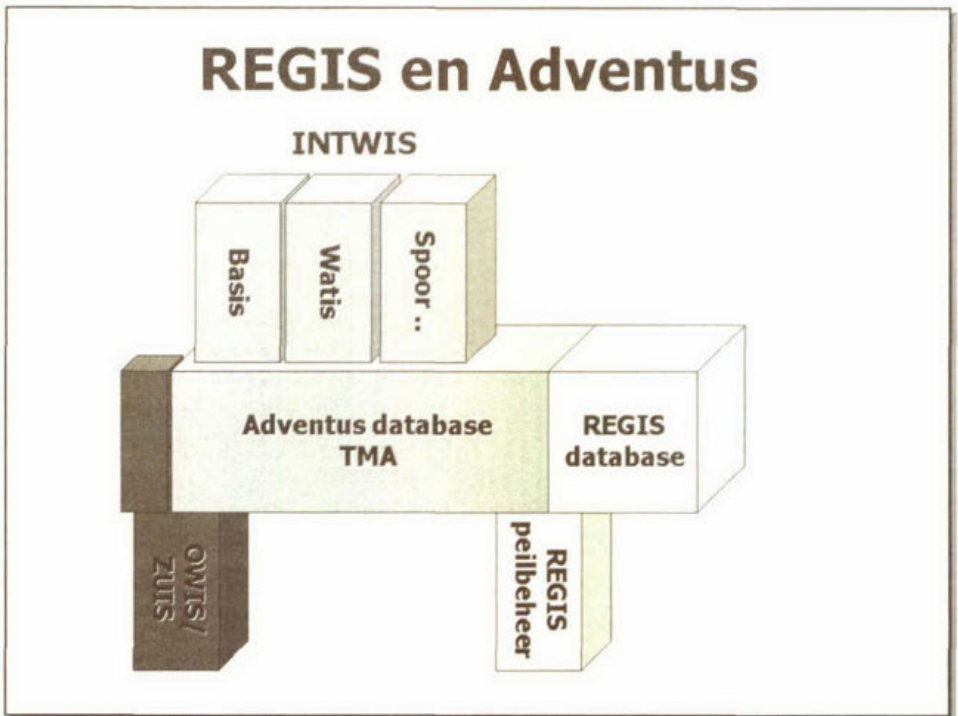 REGIS en Adventus
INTWIS
Basis
Watis
Spoor ..
Adventus database
TMA
REGIS
database
OWIS/
ZUIS
REGIS
peilbeheer